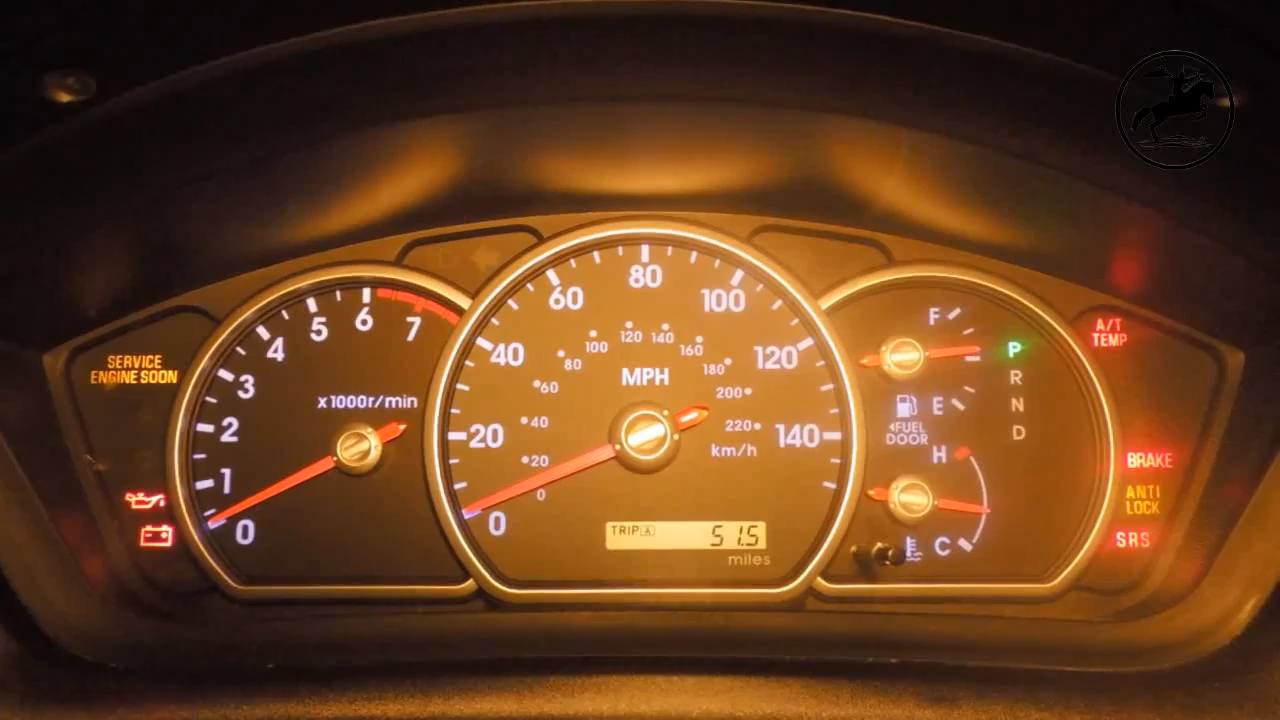 SERVICE
ENGINE SOON
0
1
2
3
4
5
6
7
x1000r/min
0
20
40
60
80
100
120
140
MPH
0
20
40
60
80
100
120
140
160
180
200
220
km/h
TRIP A 51.5
miles
F
E
FUEL
DOOR
H
C
P
R
N
D
A/T
TEMP
BRAKE
ANTI
LOCK
SRS